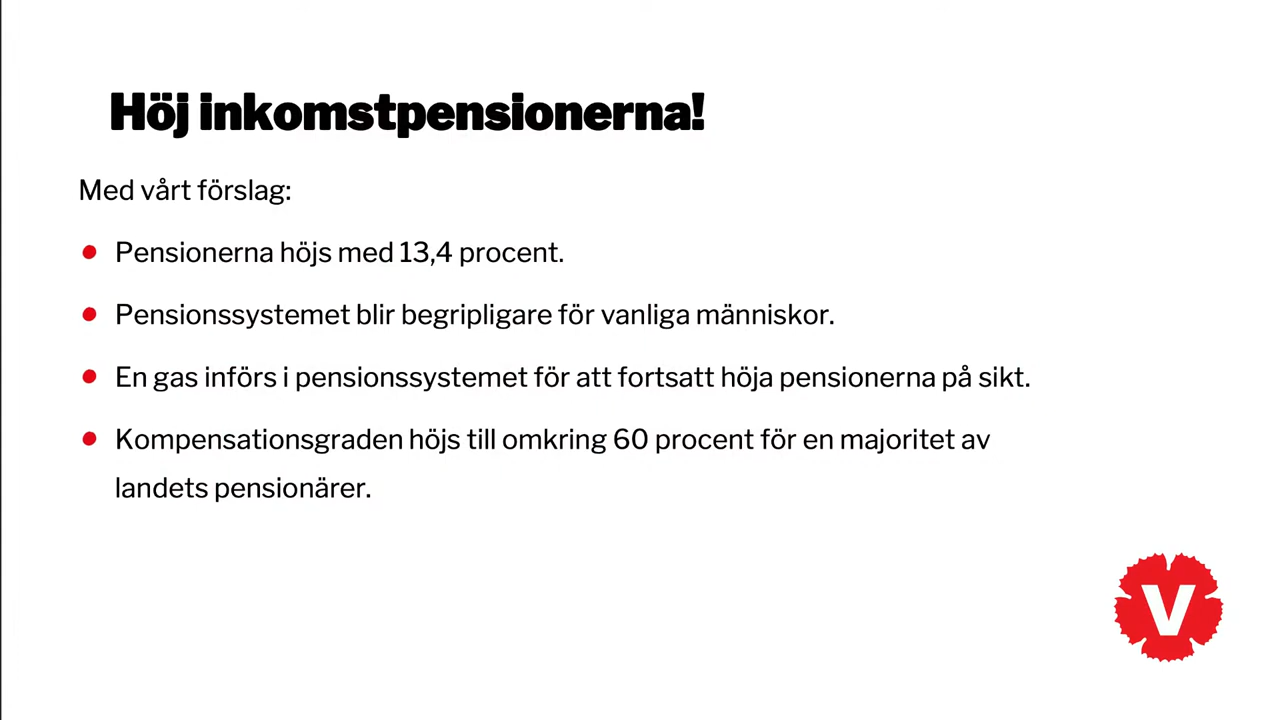 Höj inkomstpensionerna!
Med vårt förslag:
Pensionerna höjs med 13,4 procent.
Pensionssystemet blir begripligare för vanliga människor.
En gas införs i pensionssystemet för att fortsatt höja pensionerna på sikt.
Kompensationsgraden höjs till omkring 60 procent för en majoritet av
landets pensionärer.
V